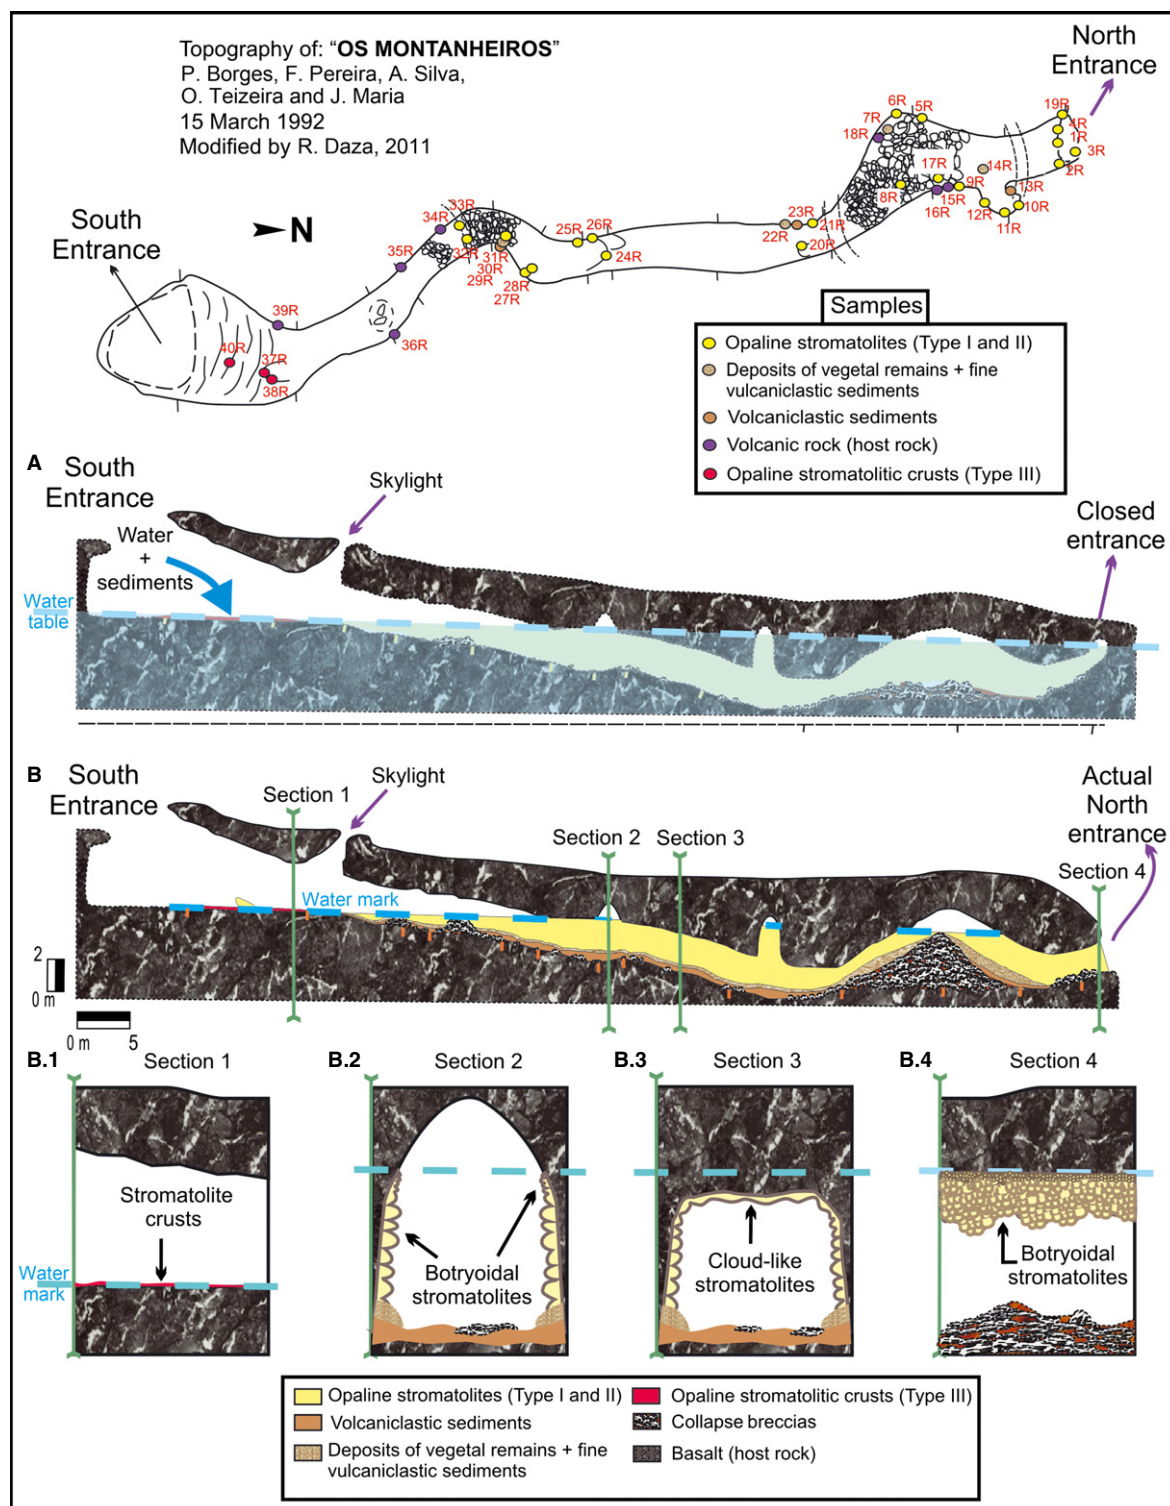 Topography of: “OS MONTANHEIROS”
P. Borges, F. Pereira, A. Silva,
O. Teizeira and J. Maria
15 March 1992
Modified by R. Daza, 2011
North
Entrance
South
Entrance
N
6R
5R
7R
18R
19R
4R
1R
3R
2R
17R
14R
8R
9R
13R
15R
16R
12R
10R
11R
33R
34R
25R
26R
23R
21R
22R
20R
35R
32R
31R
30R
29R
24R
28R
27R
39R
36R
40R
37R
38R
Samples
Opaline stromatolites (Type I and II)
Deposits of vegetal remains + fine
vulcaniclastic sediments
Volcaniclastic sediments
Volcanic rock (host rock)
Opaline stromatolitic crusts (Type III)
A
South
Entrance
Skylight
Closed
entrance
Water
+
sediments
Water
table
B
South
Entrance
Skylight
Actual
North
entrance
Section 1
Section 2
Section 3
Section 4
Water mark
2
0 m
0 m
5
B.1
Section 1
B.2
Section 2
B.3
Section 3
B.4
Section 4
Stromatolite
crusts
Water
mark
Botryoidal
stromatolites
Cloud-like
stromatolites
Botryoidal
stromatolites
Opaline stromatolites (Type I and II)
Opaline stromatolitic crusts (Type III)
Volcaniclastic sediments
Collapse breccias
Deposits of vegetal remains + fine
vulcaniclastic sediments
Basalt (host rock)